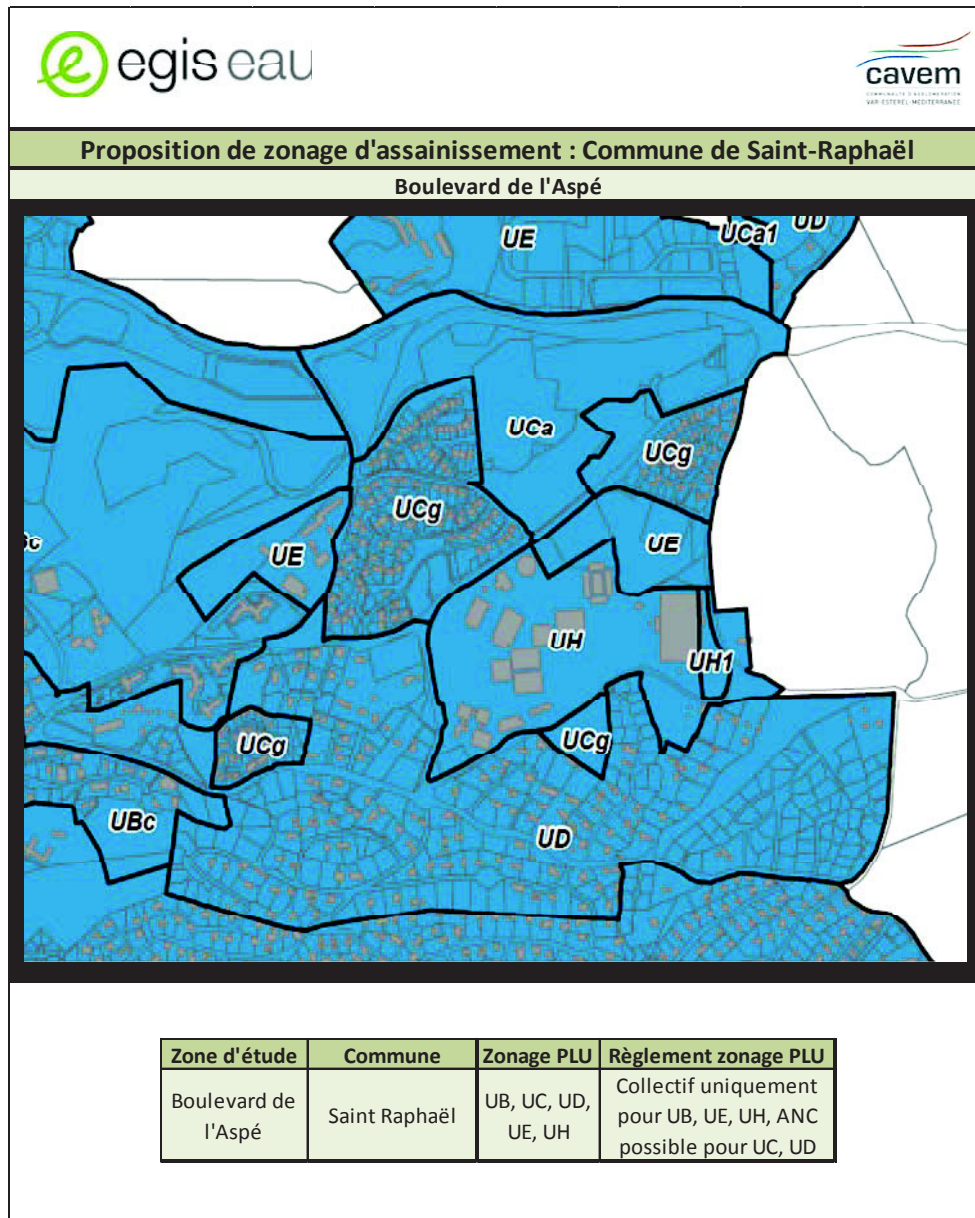 egis eau
cavem
COMMUNAUTÉ D'AGGLOMÉRATION
VAR-ESTEREL-MÉDITERRANÉE
Proposition de zonage d'assainissement : Commune de Saint-Raphaël
Boulevard de l'Aspé
UE
UCa1
UD
UCa
UCg
UCg
UE
UE
UH
UH1
UCg
UCg
UBc
UD
Zone d'étude Commune Zonage PLU Règlement zonage PLU
Boulevard de l'Aspé
Saint Raphaël
UB, UC, UD,
UE, UH
Collectif uniquement
pour UB, UE, UH, ANC
possible pour UC, UD